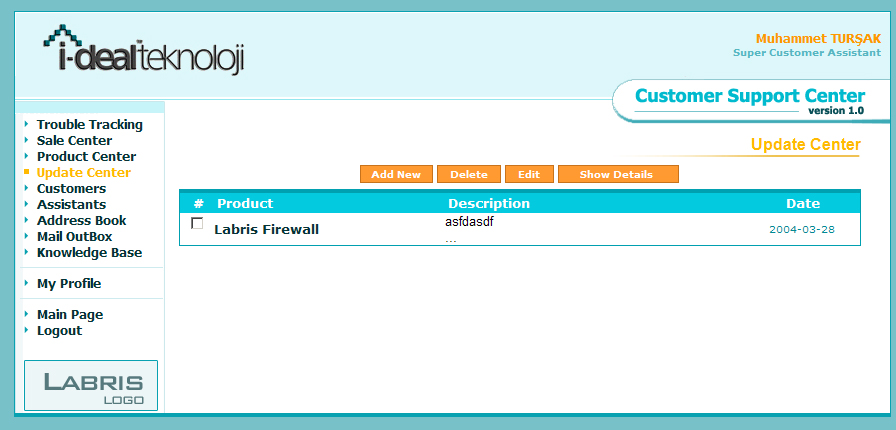 i-dealteknoloji
Muhammet TURŞAK
Super Customer Assistant
Customer Support Center
version 1.0
Trouble Tracking
Sale Center
Product Center
Update Center
Customers
Assistants
Address Book
Mail OutBox
Knowledge Base
My Profile
Main Page
Logout
LABRIS
LOGO
Update Center
Add New Delete Edit Show Details
# Product Description Date
Labris Firewall asfdasdf 2004-03-28
...